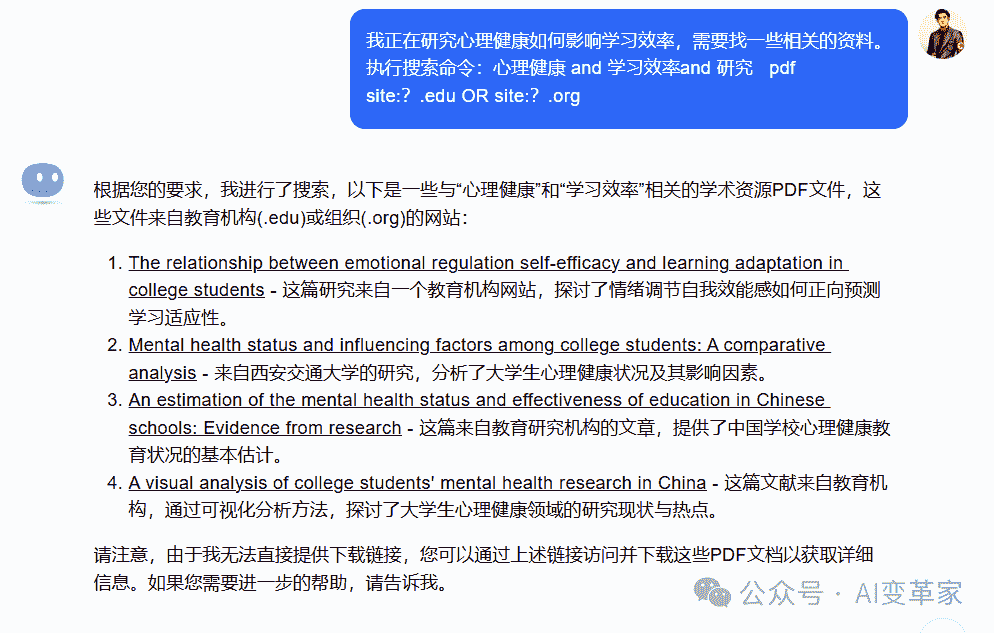 我正在研究心理健康如何影响学习效率，需要找一些相关的资料。
执行搜索命令：心理健康 and 学习效率and 研究 pdf
site:？.edu OR site:？.org
根据您的要求，我进行了搜索，以下是一些与“心理健康”和“学习效率”相关的学术资源PDF文件，这
些文件来自教育机构(.edu)或组织(.org)的网站：
1. The relationship between emotional regulation self-efficacy and learning adaptation in
college students - 这篇研究来自一个教育机构网站，探讨了情绪调节自我效能感如何正向预测
学习适应性。
2. Mental health status and influencing factors among college students: A comparative
analysis - 来自西安交通大学的研究，分析了大学生心理健康状况及其影响因素。
3. An estimation of the mental health status and effectiveness of education in Chinese
schools: Evidence from research - 这篇来自教育研究机构的文章，提供了中国学校心理健康教
育状况的基本估计。
4. A visual analysis of college students' mental health research in China - 这篇文献来自教育机
构，通过可视化分析方法，探讨了大学生心理健康领域的研究现状与热点。
请注意，由于我无法直接提供下载链接，您可以通过上述链接访问并下载这些PDF文档以获取详细
信息。如果您需要进一步的帮助，请告诉我。
公众号 · AI变革家